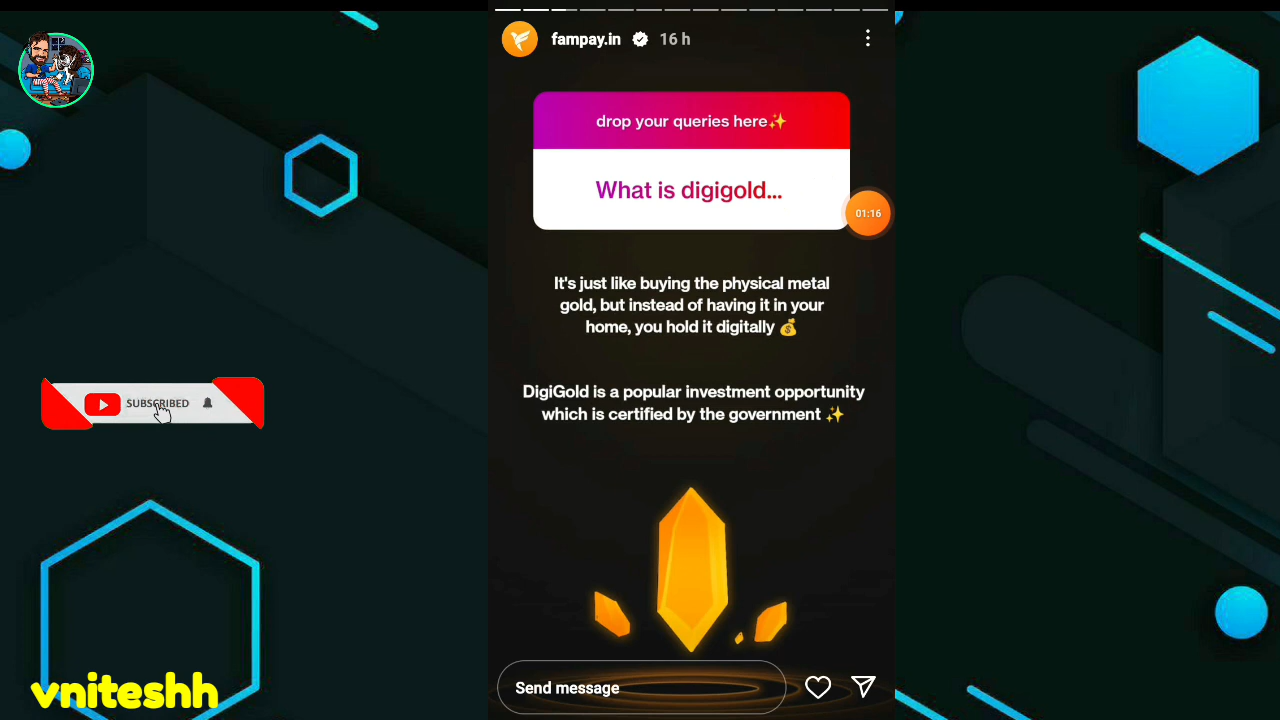 fampay.in 16 h
drop your queries here✨
What is digigold...
01:16
It's just like buying the physical metal
gold, but instead of having it in your
home, you hold it digitally 💰
DigiGold is a popular investment opportunity
which is certified by the government ✨
SUBSCRIBED
Send message
vniteshh